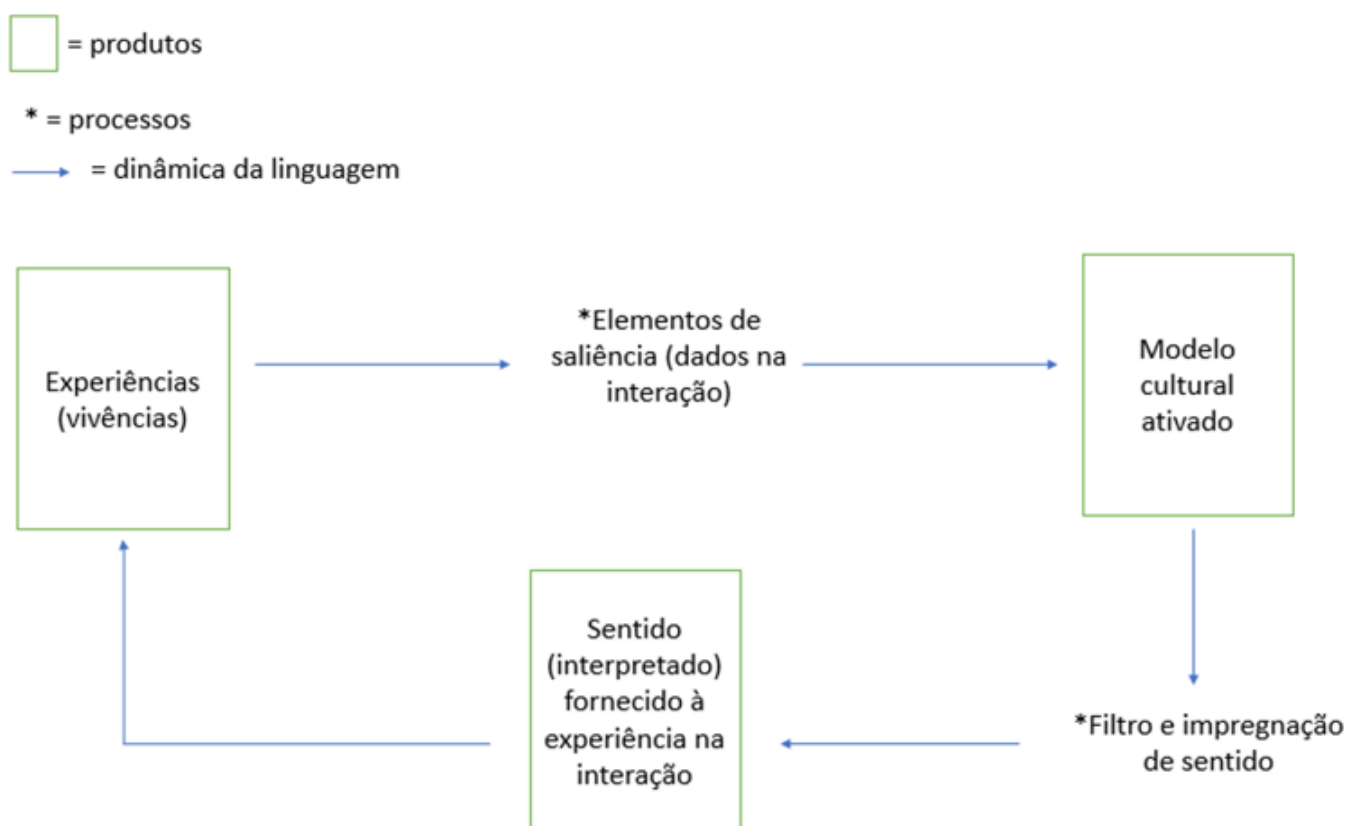 = produtos
* = processos
= dinâmica da linguagem
Experiências
(vivências)
*Elementos de
saliência (dados na
interação)
Modelo
cultural
ativado
*Filtro e impregnação
de sentido
Sentido
(interpretado)
fornecido à
experiência na
interação